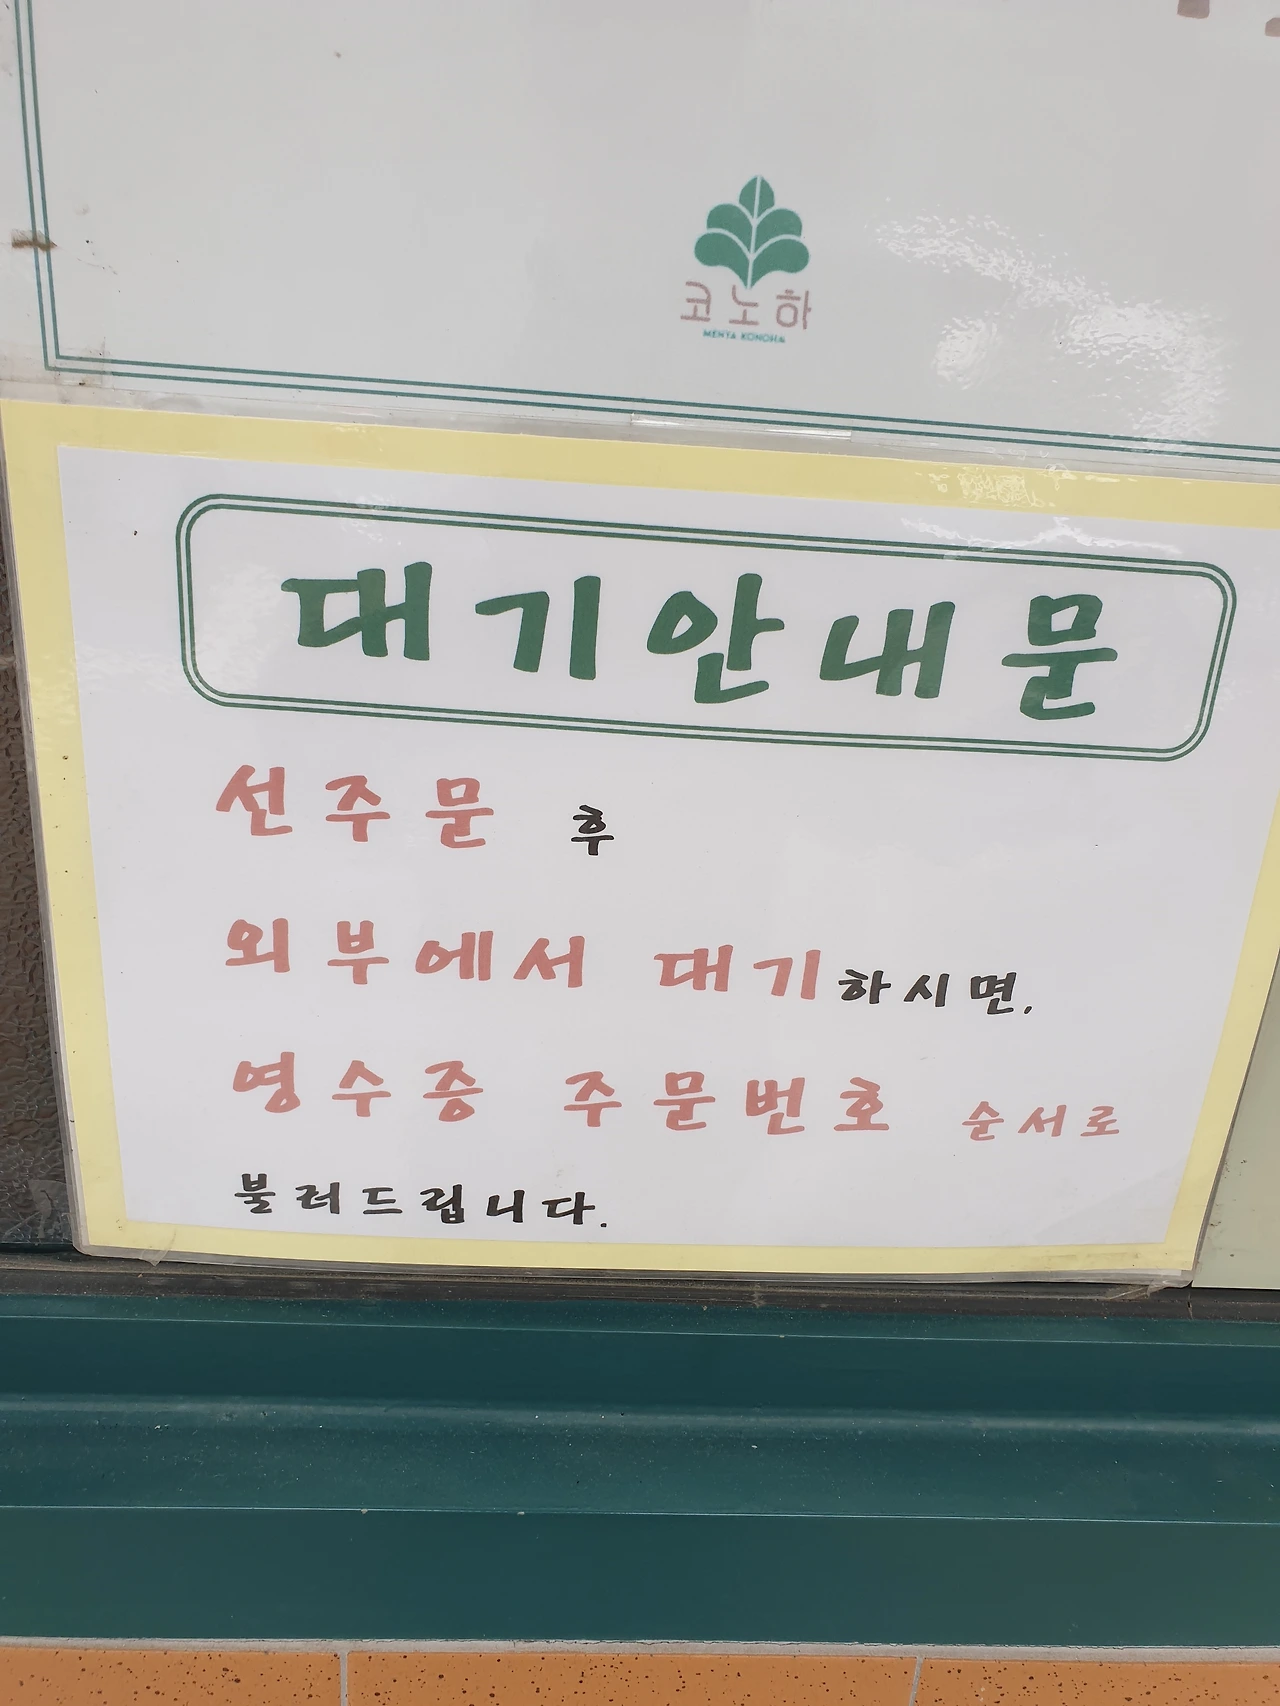 코노하
MENYA KONOHA
대기안내문
선주문 후
외부에서 대기하시면,
영수증 주문번호 순서로
불러드립니다.